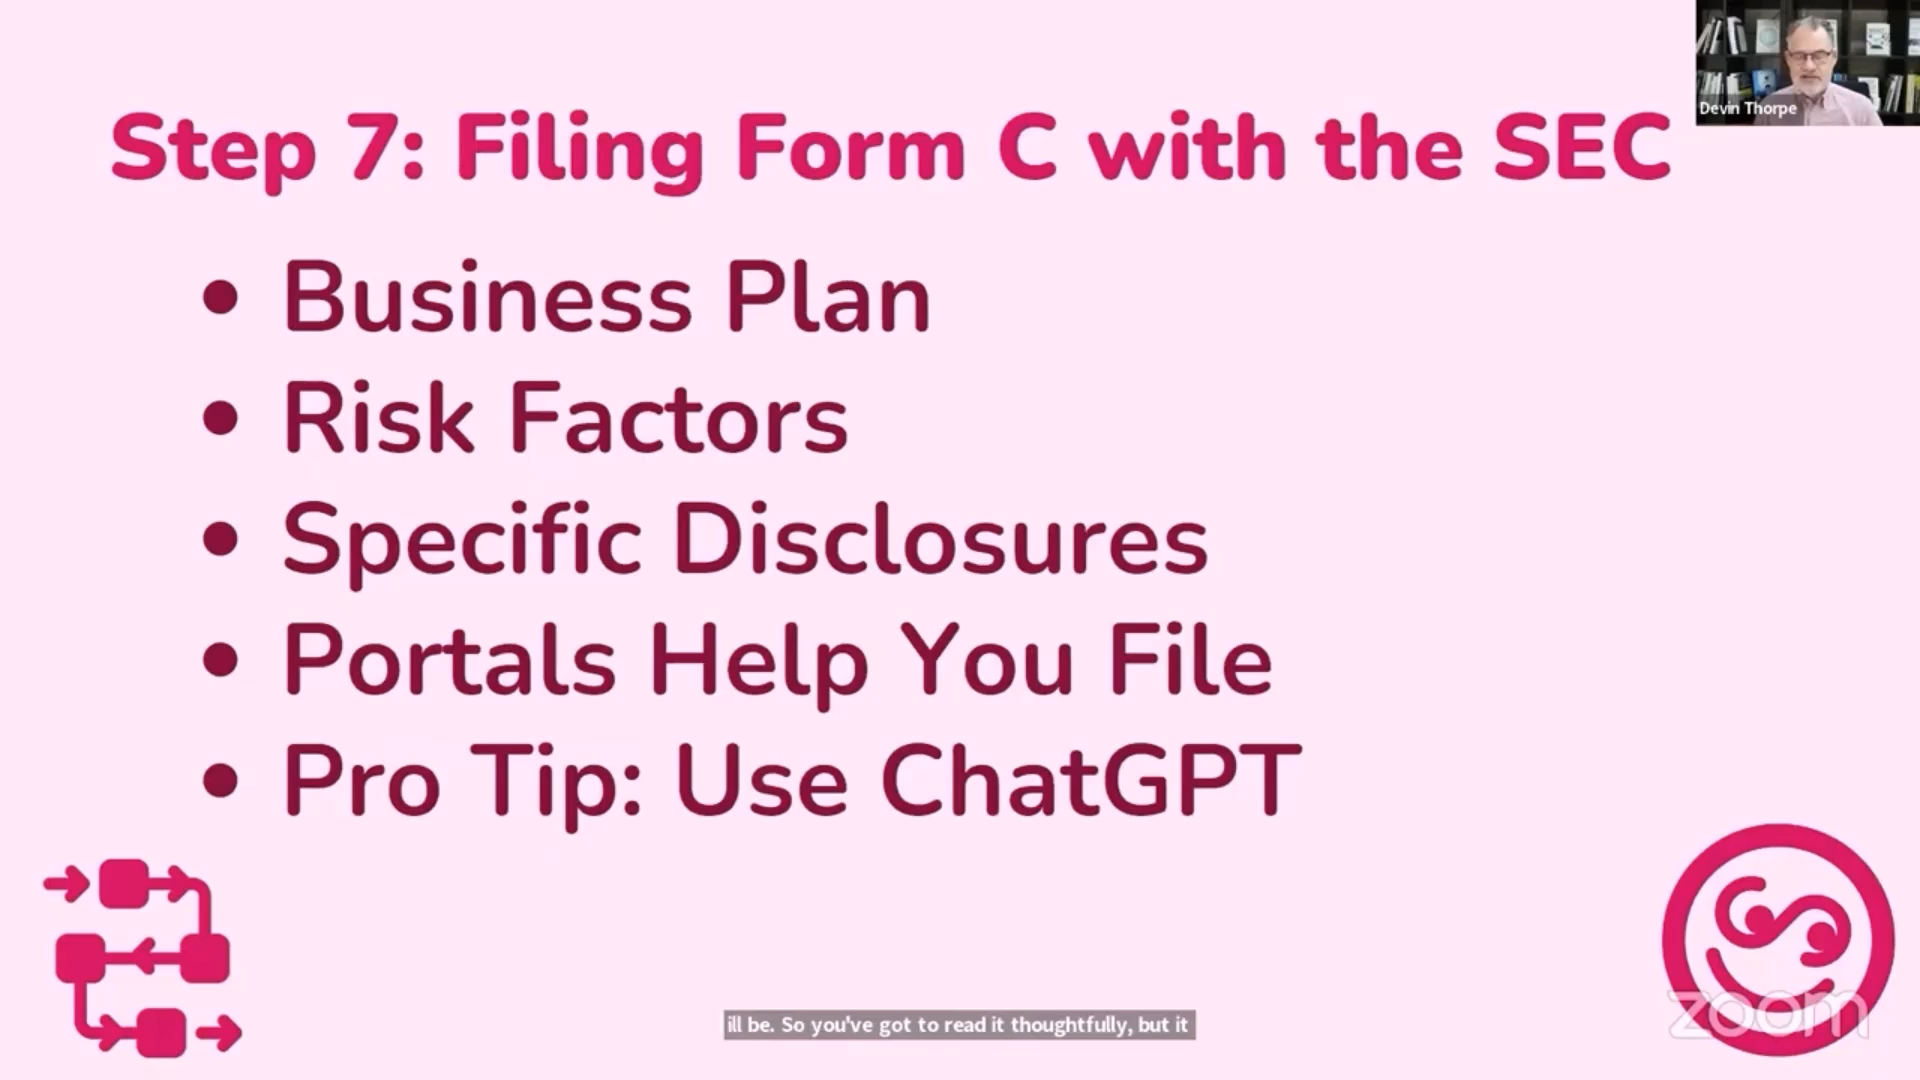 Devin Thorpe
Step 7: Filing Form C with the SEC
• Business Plan
• Risk Factors
• Specific Disclosures
• Portals Help You File
• Pro Tip: Use ChatGPT
ill be. So you've got to read it thoughtfully, but it
zoom